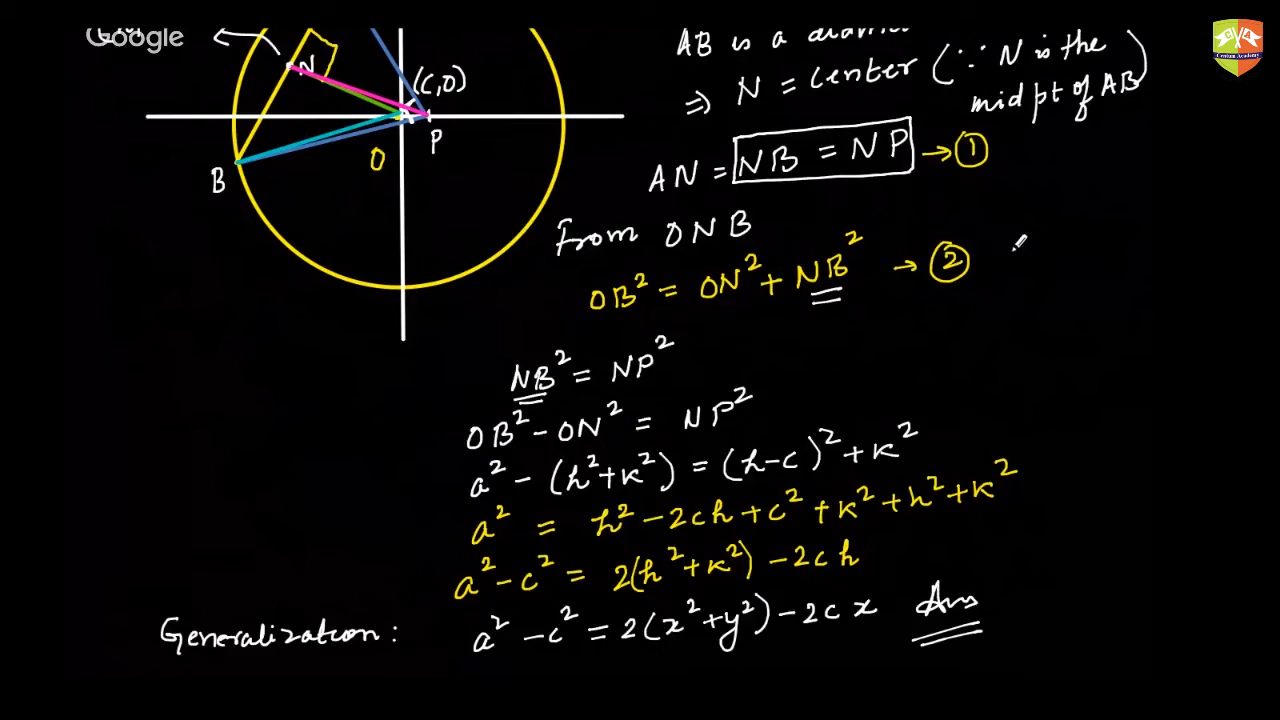 Google
N
(C,0)
P
O
B
AB is a
⇒ N = center (∵ N is the
mid pt of AB)
AN = NB = NP → ①
From ONB
OB² = ON² + NB² → ②
NB² = NP²
OB² - ON² = NP²
a² - (h²+k²) = (h-c)² + k²
a² = h² - 2ch + c² + k² + h² + k²
a² - c² = 2(h²+k²) - 2ch
Generalization: a² - c² = 2(x²+y²) - 2cx Ans
Centum Academy